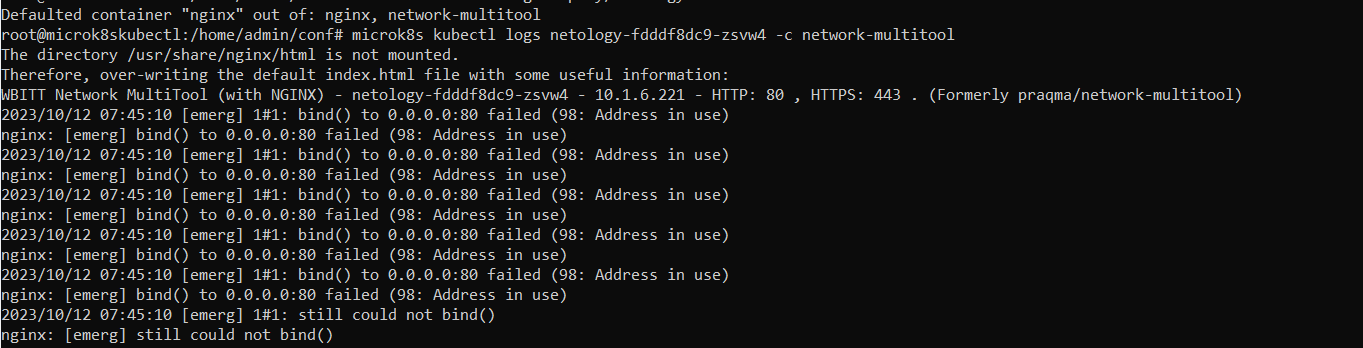 Defaulted container "nginx" out of: nginx, network-multitool
root@microk8skubectl:/home/admin/conf# microk8s kubectl logs netology-fdddf8dc9-zsvw4 -c network-multitool
The directory /usr/share/nginx/html is not mounted.
Therefore, over-writing the default index.html file with some useful information:
WBITT Network MultiTool (with NGINX) - netology-fdddf8dc9-zsvw4 - 10.1.6.221 - HTTP: 80 , HTTPS: 443 . (Formerly praqma/network-multitool)
2023/10/12 07:45:10 [emerg] 1#1: bind() to 0.0.0.0:80 failed (98: Address in use)
nginx: [emerg] bind() to 0.0.0.0:80 failed (98: Address in use)
2023/10/12 07:45:10 [emerg] 1#1: bind() to 0.0.0.0:80 failed (98: Address in use)
nginx: [emerg] bind() to 0.0.0.0:80 failed (98: Address in use)
2023/10/12 07:45:10 [emerg] 1#1: bind() to 0.0.0.0:80 failed (98: Address in use)
nginx: [emerg] bind() to 0.0.0.0:80 failed (98: Address in use)
2023/10/12 07:45:10 [emerg] 1#1: bind() to 0.0.0.0:80 failed (98: Address in use)
nginx: [emerg] bind() to 0.0.0.0:80 failed (98: Address in use)
2023/10/12 07:45:10 [emerg] 1#1: bind() to 0.0.0.0:80 failed (98: Address in use)
nginx: [emerg] bind() to 0.0.0.0:80 failed (98: Address in use)
2023/10/12 07:45:10 [emerg] 1#1: still could not bind()
nginx: [emerg] still could not bind()